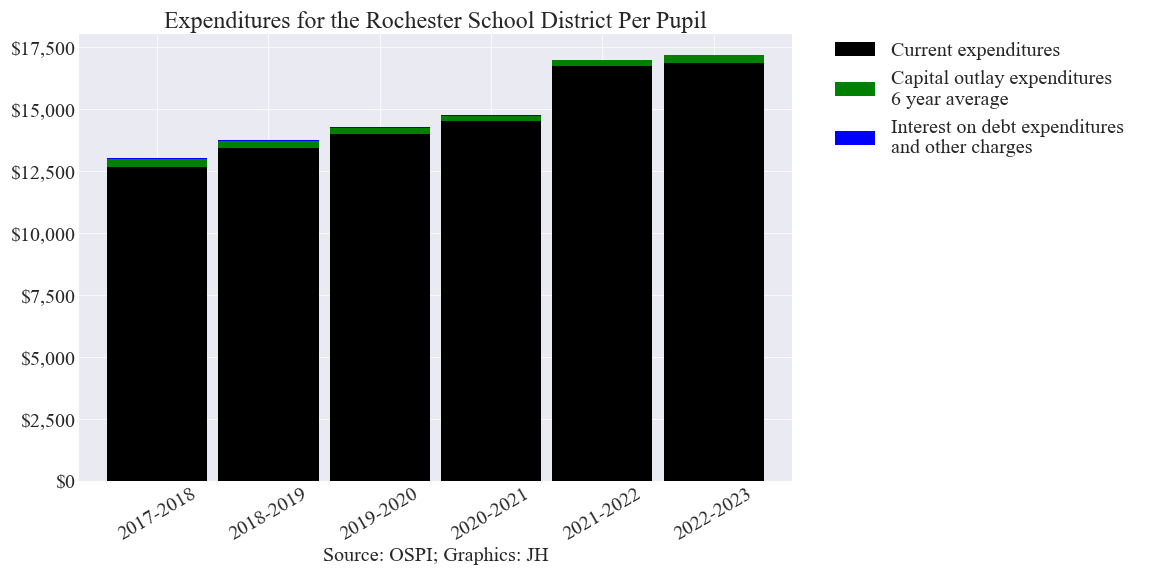 Expenditures for the Rochester School District Per Pupil
$17,500
$15,000
$12,500
$10,000
$7,500
$5,000
$2,500
$0
2017-2018
2018-2019
2019-2020
2020-2021
2021-2022
2022-2023
Source: OSPI; Graphics: JH
Current expenditures
Capital outlay expenditures
6 year average
Interest on debt expenditures
and other charges